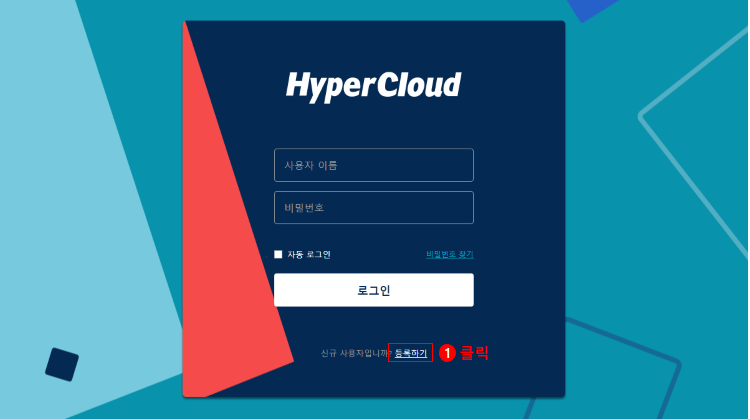 HyperCloud
사용자 이름
비밀번호
자동 로그인 비밀번호 찾기
로그인
신규 사용자입니까? 등록하기 1 클릭